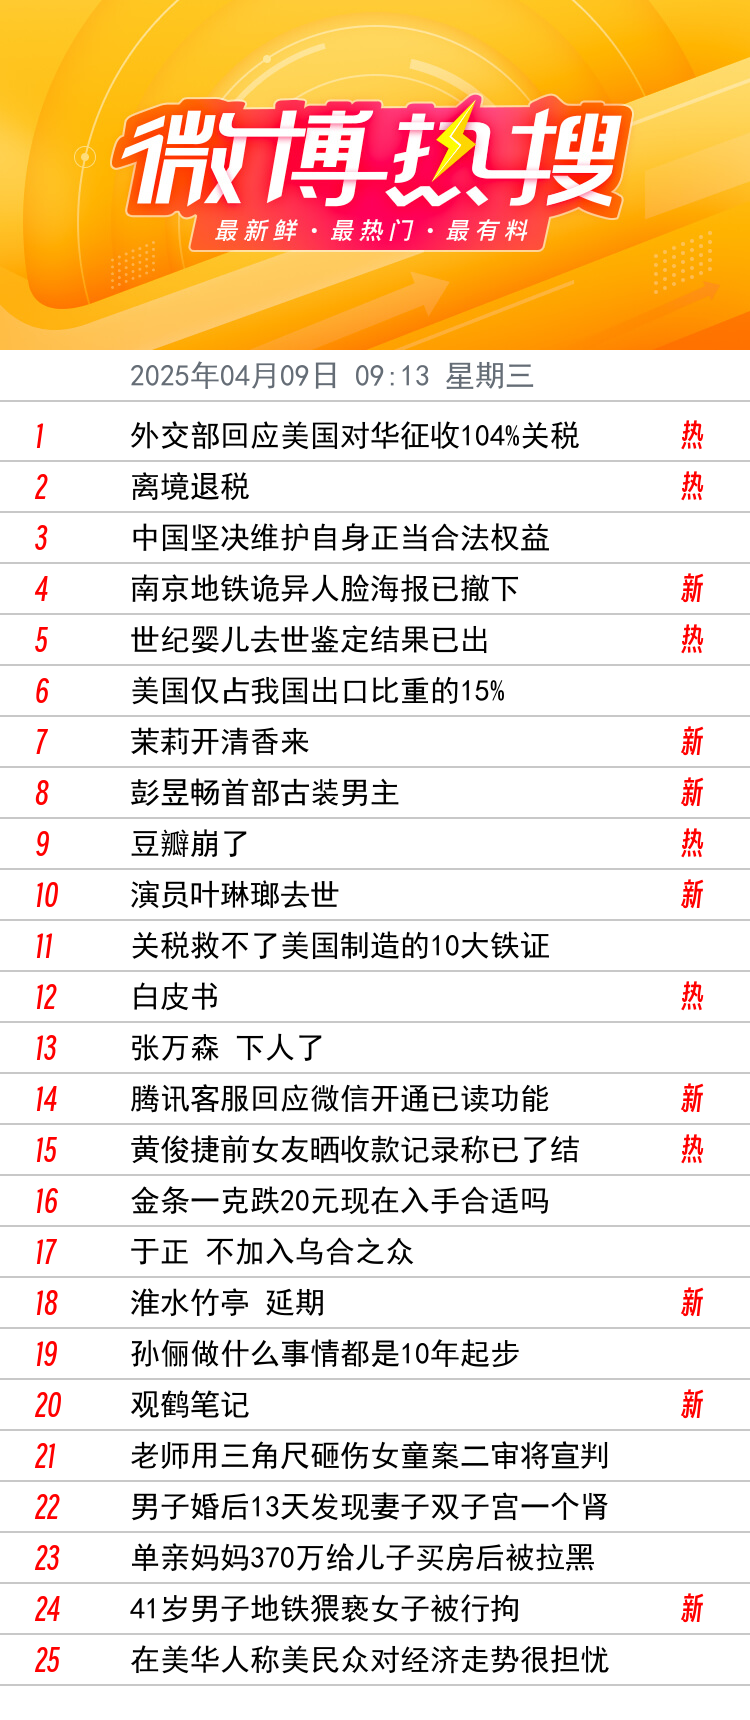 微博热搜
最新鲜·最热门·最有料
2025年04月09日 09:13 星期三
1 外交部回应美国对华征收104%关税 热
2 离境退税 热
3 中国坚决维护自身正当合法权益
4 南京地铁诡异人脸海报已撤下 新
5 世纪婴儿去世鉴定结果已出 热
6 美国仅占我国出口比重的15%
7 茉莉开清香来 新
8 彭昱畅首部古装男主 新
9 豆瓣崩了 热
10 演员叶琳琅去世 新
11 关税救不了美国制造的10大铁证
12 白皮书 热
13 张万森 下人了
14 腾讯客服回应微信开通已读功能 新
15 黄俊捷前女友晒收款记录称已了结 热
16 金条一克跌20元现在入手合适吗
17 于正 不加入乌合之众
18 淮水竹亭 延期 新
19 孙俪做什么事情都是10年起步
20 观鹤笔记 新
21 老师用三角尺砸伤女童案二审将宣判
22 男子婚后13天发现妻子双子宫一个肾
23 单亲妈妈370万给儿子买房后被拉黑
24 41岁男子地铁猥亵女子被行拘 新
25 在美华人称美民众对经济走势很担忧